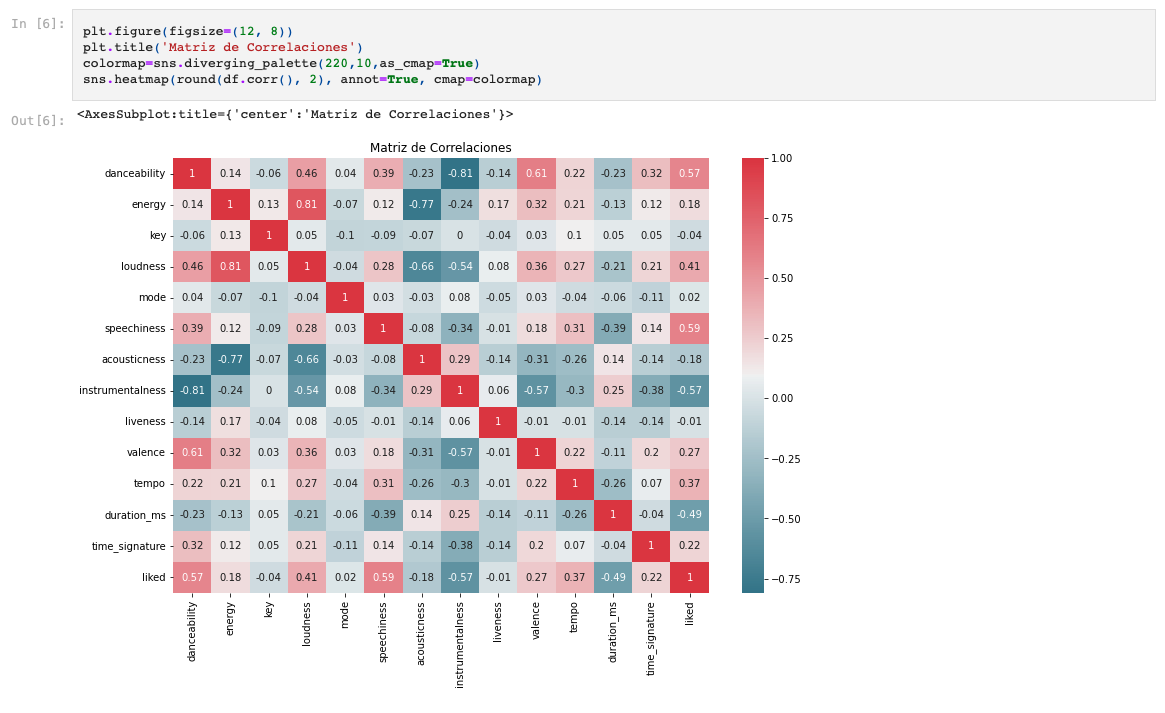 In [6]:
plt.figure(figsize=(12, 8))
plt.title('Matriz de Correlaciones')
colormap=sns.diverging_palette(220,10,as_cmap=True)
sns.heatmap(round(df.corr(), 2), annot=True, cmap=colormap)
Out[6]:
<AxesSubplot:title={'center':'Matriz de Correlaciones'}>
Matriz de Correlaciones
danceability 1 0.14 -0.06 0.46 0.04 0.39 -0.23 -0.81 -0.14 0.61 0.22 -0.23 0.32 0.57
energy 0.14 1 0.13 0.81 -0.07 0.12 -0.77 -0.24 0.17 0.32 0.21 -0.13 0.12 0.18
key -0.06 0.13 1 0.05 -0.1 -0.09 -0.07 0 -0.04 0.03 0.1 0.05 0.05 -0.04
loudness 0.46 0.81 0.05 1 -0.04 0.28 -0.66 -0.54 0.08 0.36 0.27 -0.21 0.21 0.41
mode 0.04 -0.07 -0.1 -0.04 1 0.03 -0.03 0.08 -0.05 0.03 -0.04 -0.06 -0.11 0.02
speechiness 0.39 0.12 -0.09 0.28 0.03 1 -0.08 -0.34 -0.01 0.18 0.31 -0.39 0.14 0.59
acousticness -0.23 -0.77 -0.07 -0.66 -0.03 -0.08 1 0.29 -0.14 -0.31 -0.26 0.14 -0.14 -0.18
instrumentalness -0.81 -0.24 0 -0.54 0.08 -0.34 0.29 1 0.06 -0.57 -0.3 0.25 -0.38 -0.57
liveness -0.14 0.17 -0.04 0.08 -0.05 -0.01 -0.14 0.06 1 -0.01 -0.01 -0.14 -0.14 -0.01
valence 0.61 0.32 0.03 0.36 0.03 0.18 -0.31 -0.57 -0.01 1 0.22 -0.11 0.2 0.27
tempo 0.22 0.21 0.1 0.27 -0.04 0.31 -0.26 -0.3 -0.01 0.22 1 -0.26 0.07 0.37
duration_ms -0.23 -0.13 0.05 -0.21 -0.06 -0.39 0.14 0.25 -0.14 -0.11 -0.26 1 -0.04 -0.49
time_signature 0.32 0.12 0.05 0.21 -0.11 0.14 -0.14 -0.38 -0.14 0.2 0.07 -0.04 1 0.22
liked 0.57 0.18 -0.04 0.41 0.02 0.59 -0.18 -0.57 -0.01 0.27 0.37 -0.49 0.22 1
danceability energy key loudness mode speechiness acousticness instrumentalness liveness valence tempo duration_ms time_signature liked
1.00
0.75
0.50
0.25
0.00
−0.25
−0.50
−0.75